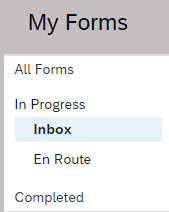 My Forms
All Forms
In Progress
Inbox
En Route
Completed